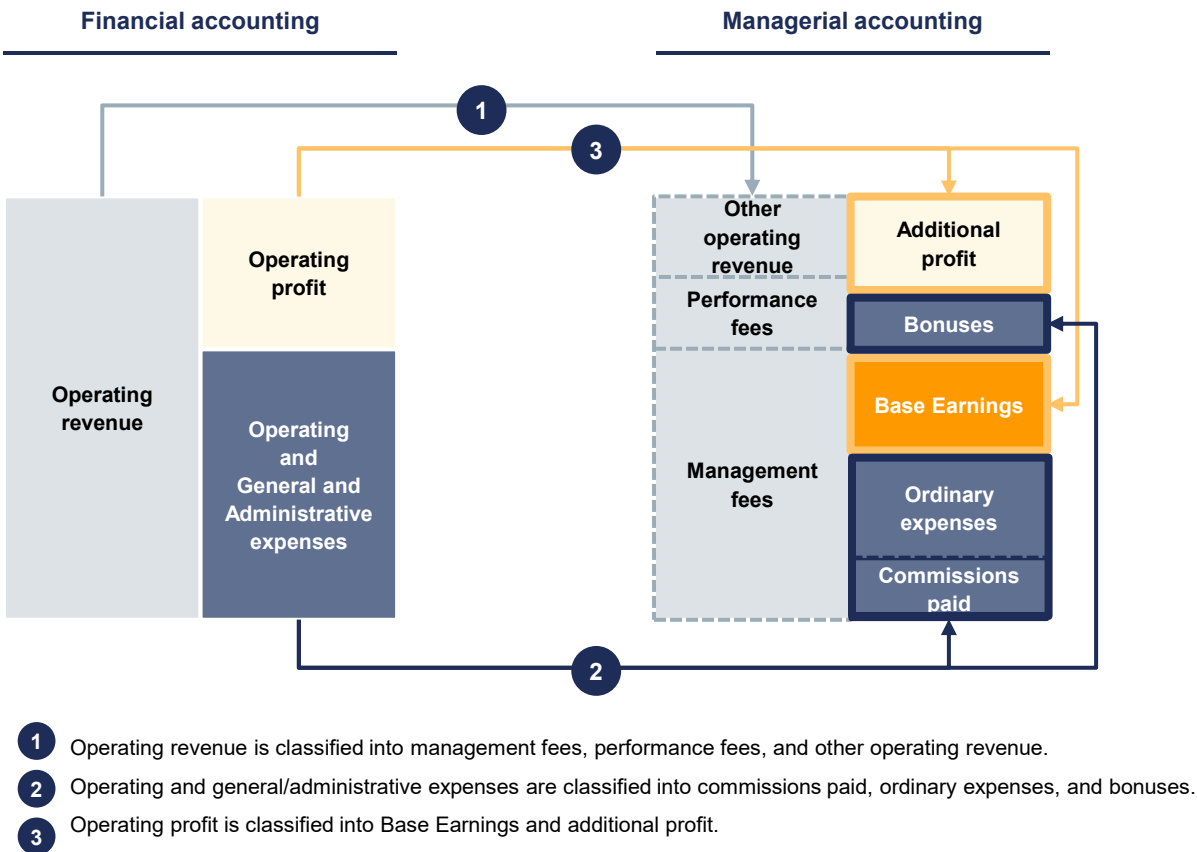 Financial accounting
Managerial accounting
1
3
Operating
revenue
Operating
profit
Operating
and
General and
Administrative
expenses
Other
operating
revenue
Performance
fees
Management
fees
Additional
profit
Bonuses
Base Earnings
Ordinary
expenses
Commissions
paid
2
1 Operating revenue is classified into management fees, performance fees, and other operating revenue.
2 Operating and general/administrative expenses are classified into commissions paid, ordinary expenses, and bonuses.
3 Operating profit is classified into Base Earnings and additional profit.